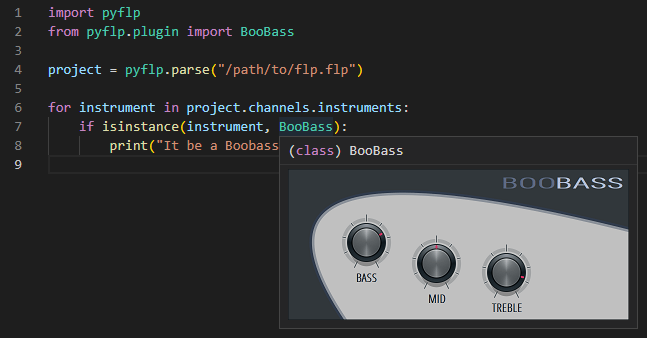 1 import pyflp
2 from pyflp.plugin import BooBass
3
4 project = pyflp.parse("/path/to/flp.flp")
5
6 for instrument in project.channels.instruments:
7 if isinstance(instrument, BooBass):
8 print("It be a Boobass
9
(class) BooBass
BOOBASS
BASS
MID
TREBLE